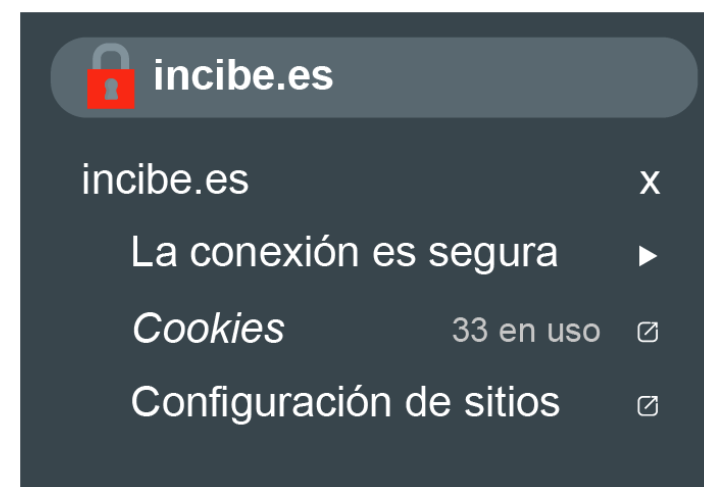 incibe.es
incibe.es x
La conexión es segura
Cookies 33 en uso
Configuración de sitios